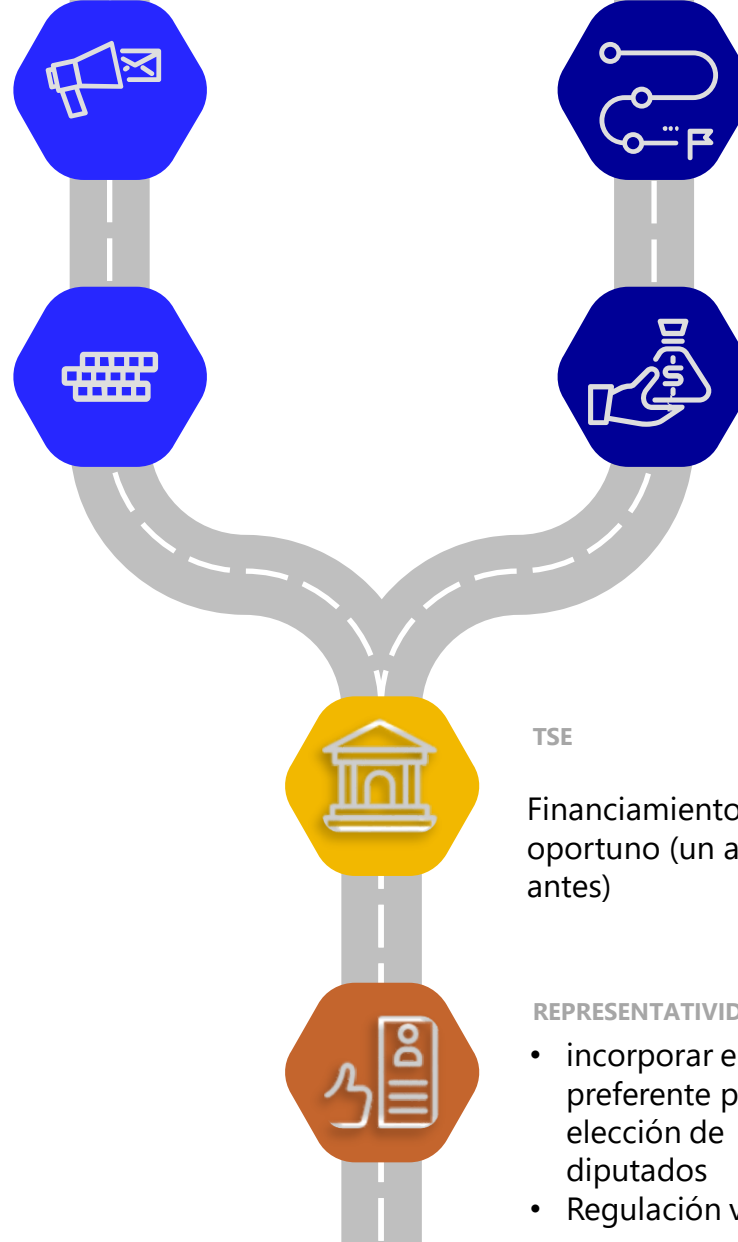 TSE
Financiamiento
oportuno (un a
antes)
REPRESENTATIVID
• incorporar e
preferente p
elección de
diputados
• Regulación v